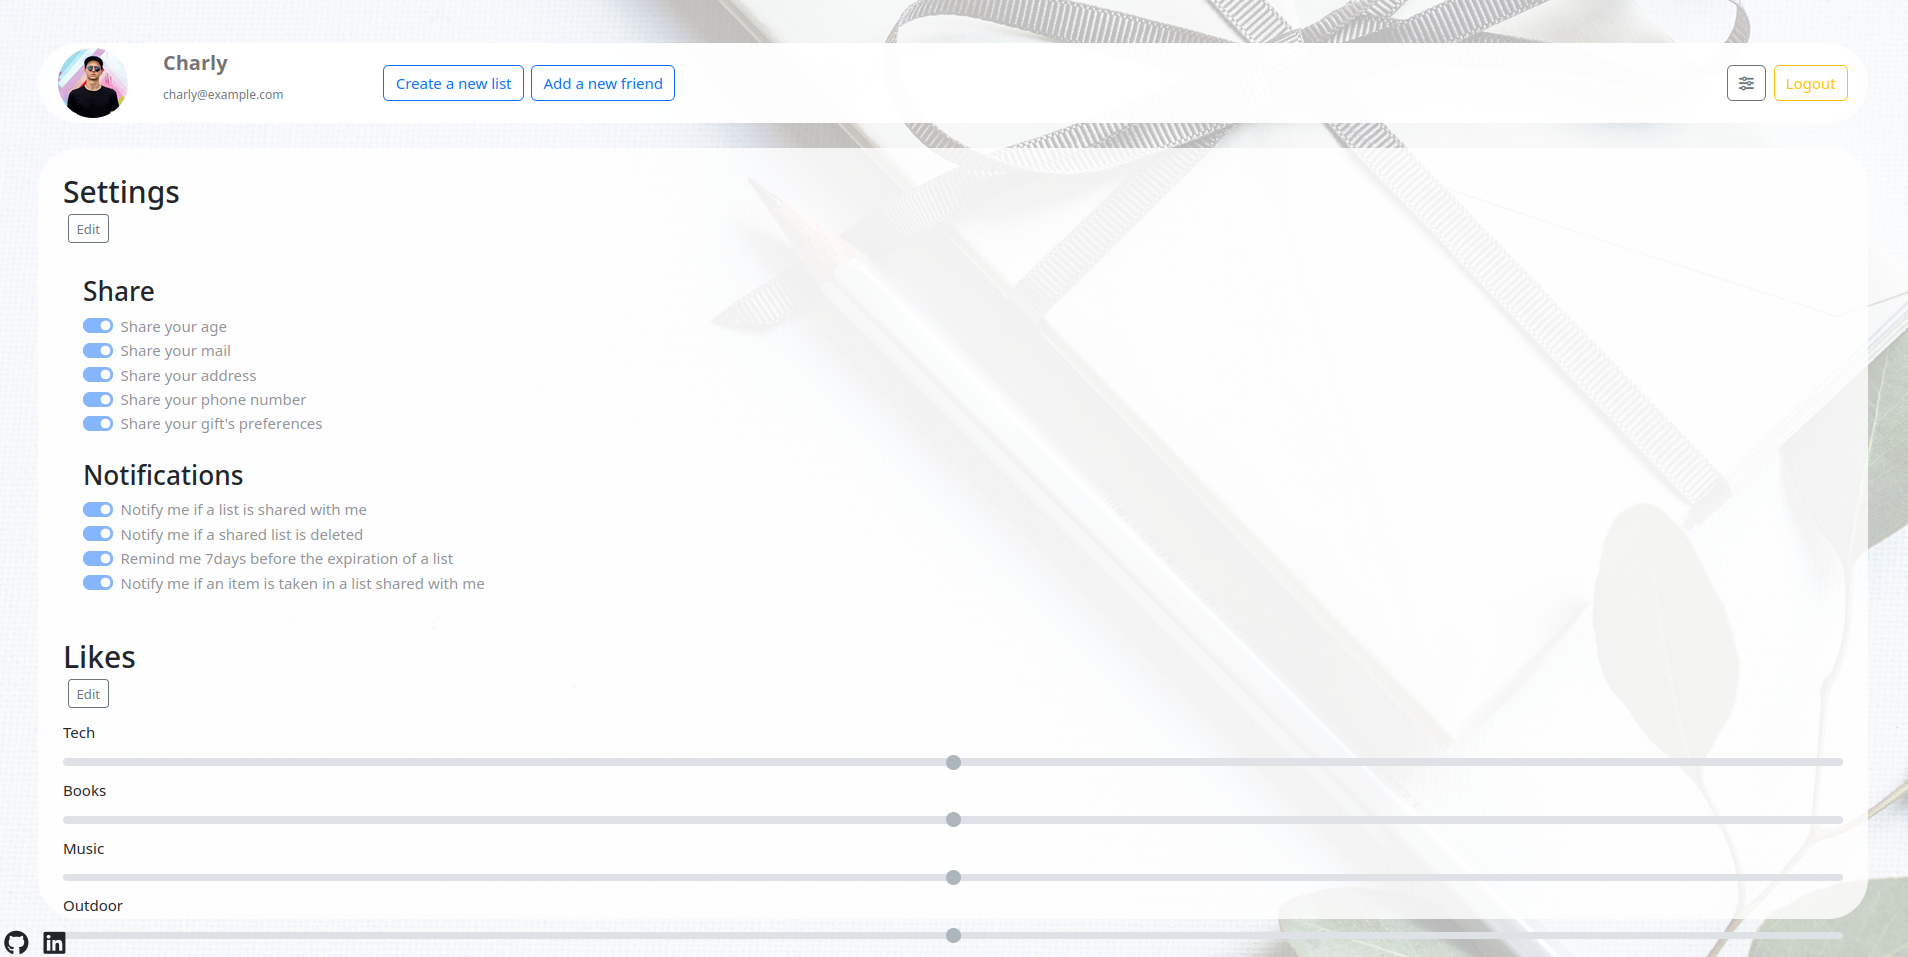 Charly
charly@example.com
Create a new list
Add a new friend
Logout
Settings
Edit
Share
Share your age
Share your mail
Share your address
Share your phone number
Share your gift's preferences
Notifications
Notify me if a list is shared with me
Notify me if a shared list is deleted
Remind me 7days before the expiration of a list
Notify me if an item is taken in a list shared with me
Likes
Edit
Tech
Books
Music
Outdoor